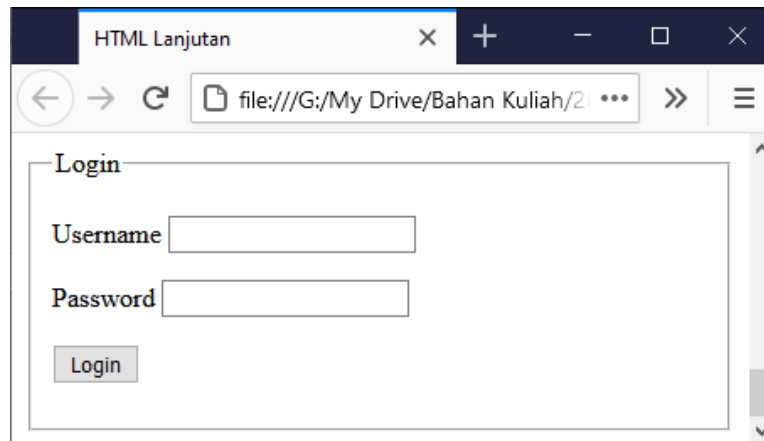 HTML Lanjutan
file:///G:/My Drive/Bahan Kuliah/2
Login
Username
Password
Login